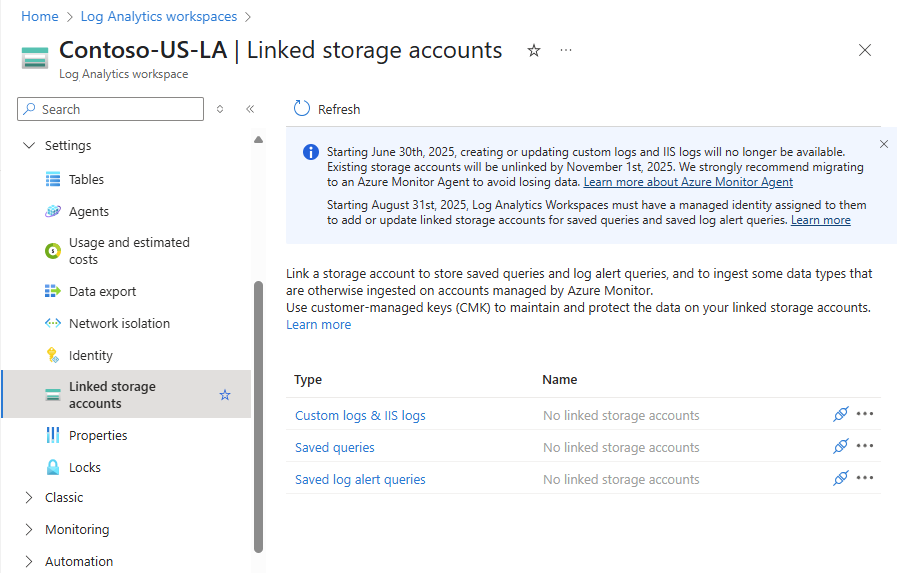 Home > Log Analytics workspaces >
Contoso-US-LA | Linked storage accounts
Log Analytics workspace
Search
Settings
Tables
Agents
Usage and estimated
costs
Data export
Network isolation
Identity
Linked storage
accounts
Properties
Locks
Classic
Monitoring
Automation
Refresh
Starting June 30th, 2025, creating or updating custom logs and IIS logs will no longer be available.
Existing storage accounts will be unlinked by November 1st, 2025. We strongly recommend migrating
to an Azure Monitor Agent to avoid losing data. Learn more about Azure Monitor Agent
Starting August 31st, 2025, Log Analytics Workspaces must have a managed identity assigned to them
to add or update linked storage accounts for saved queries and saved log alert queries. Learn more
Link a storage account to store saved queries and log alert queries, and to ingest some data types that
are otherwise ingested on accounts managed by Azure Monitor.
Use customer-managed keys (CMK) to maintain and protect the data on your linked storage accounts.
Learn more
Type Name
Custom logs & IIS logs No linked storage accounts
Saved queries No linked storage accounts
Saved log alert queries No linked storage accounts